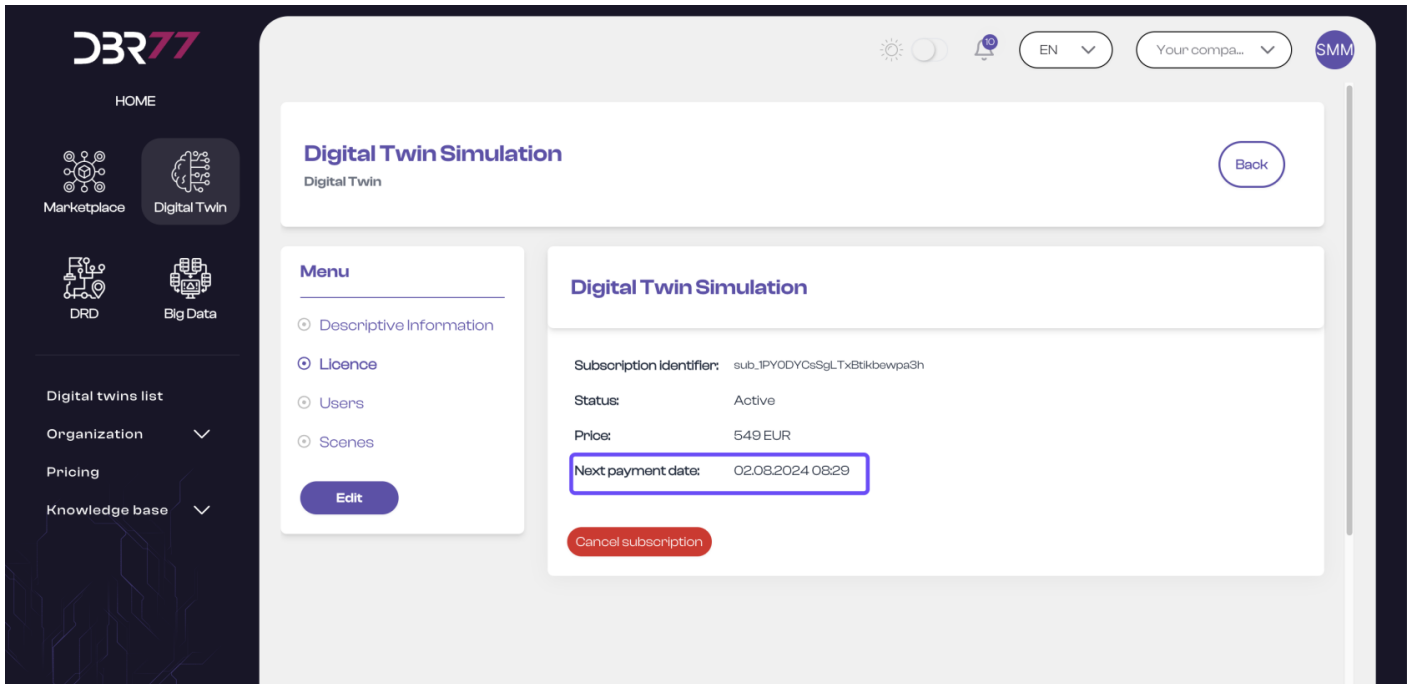 DBR77
HOME
Marketplace
Digital Twin
DRD
Big Data
Digital twins list
Organization
Pricing
Knowledge base
10
EN
Your compa...
SMM
Digital Twin Simulation
Digital Twin
Back
Menu
Descriptive Information
Licence
Users
Scenes
Edit
Digital Twin Simulation
Subscription identifier: sub_1PY0DYCsSgLTxBtikbewpa3h
Status: Active
Price: 549 EUR
Next payment date: 02.08.2024 08:29
Cancel subscription